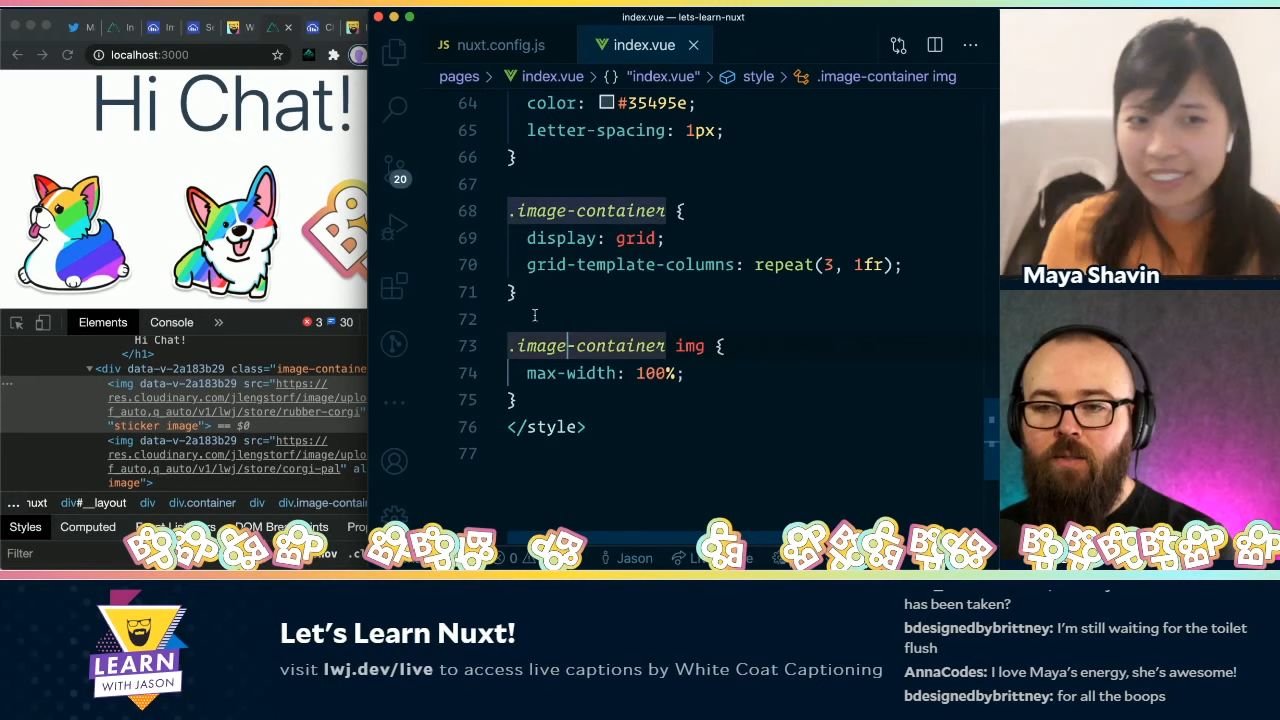 localhost:3000
Hi Chat!
Elements
Console
3
30
Hi Chat!
</h1>
<div data-v-2a183b29 class="image-containe
<img data-v-2a183b29 src="https://
res.cloudinary.com/jlengstorf/image/uplo
f_auto,q_auto/v1/lwj/store/rubber-corgi"
"sticker image"> == $0
<img data-v-2a183b29 src="https://
res.cloudinary.com/jlengstorf/image/uplo
f_auto,q_auto/v1/lwj/store/corgi-pal" al
image">
... nuxt div#__layout div div.container div.image-contai
Styles
Computed
DOM Breakpoints
Filter
index.vue — lets-learn-nuxt
JS nuxt.config.js
index.vue
pages > index.vue > {} "index.vue" > style > .image-container img
20
64 color: #35495e;
65 letter-spacing: 1px;
66 }
67
68 .image-container {
69 display: grid;
70 grid-template-columns: repeat(3, 1fr);
71 }
72
73 .image-container img {
74 max-width: 100%;
75 }
76 </style>
77
0
Jason
Maya Shavin
LEARN
WITH JASON
Let's Learn Nuxt!
visit lwj.dev/live to access live captions by White Coat Captioning
has been taken?
bdesignedbybrittney: I'm still waiting for the toilet
flush
AnnaCodes: I love Maya's energy, she's awesome!
bdesignedbybrittney: for all the boops